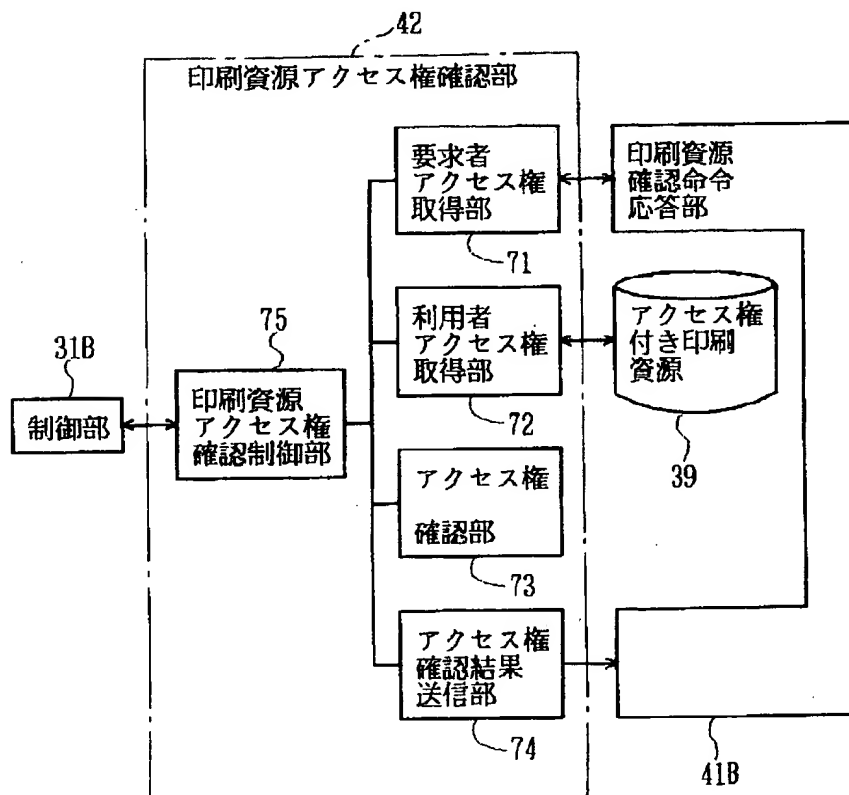 42
印刷資源アクセス権確認部
要求者
アクセス権
取得部
71
印刷資源
確認命令
応答部
75
利用者
アクセス権
取得部
72
アクセス権
付き印刷
資源
39
31B
制御部
印刷資源
アクセス権
確認制御部
アクセス権
確認部
73
アクセス権
確認結果
送信部
74
41B